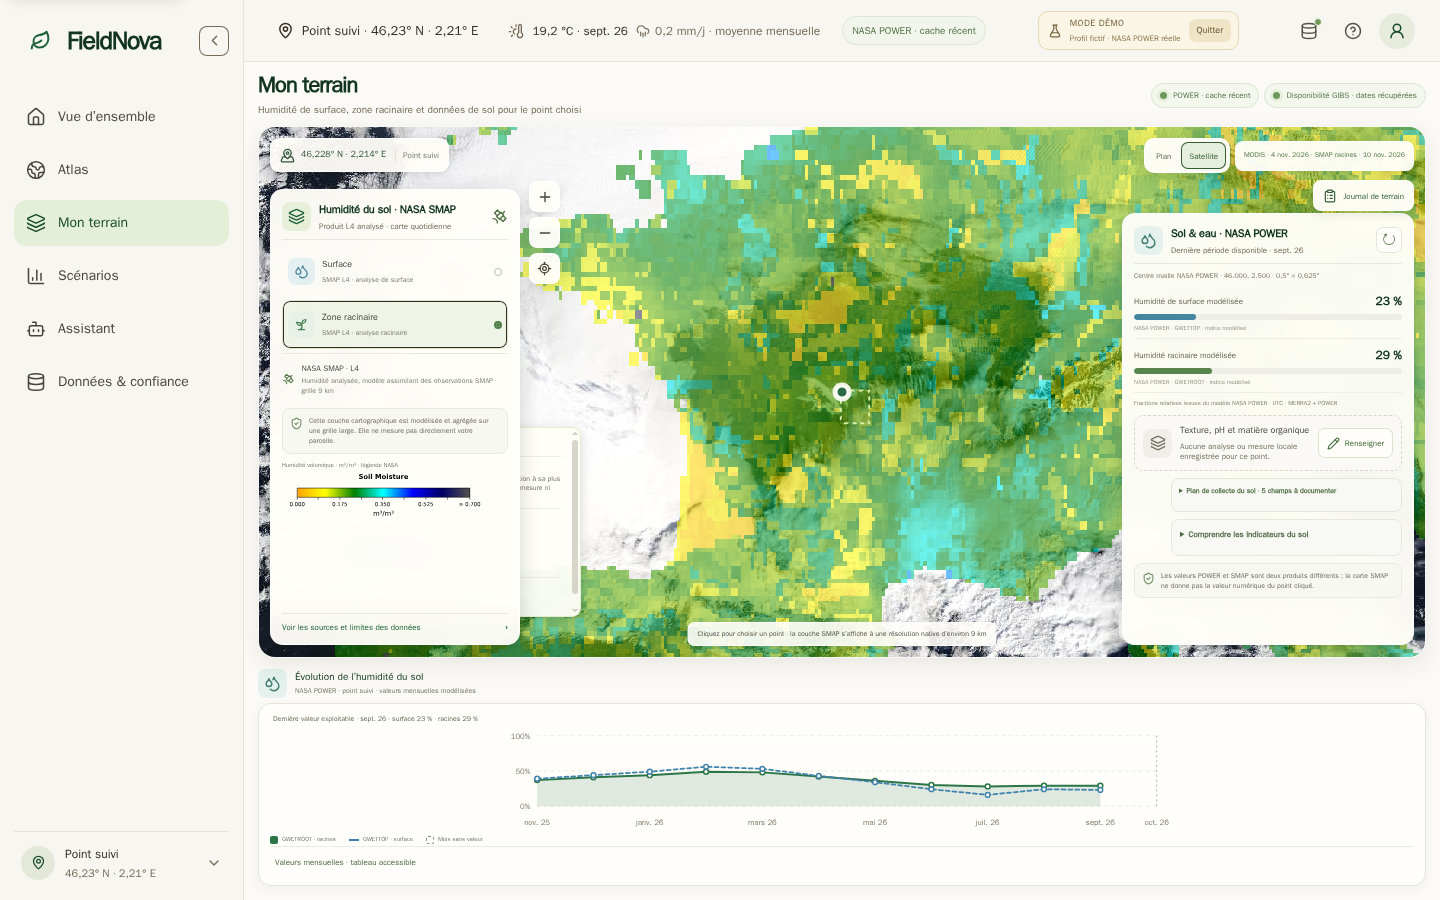 FieldNova
Vue d'ensemble
Atlas
Mon terrain
Scénarios
Assistant
Données & confiance
Point suivi
46,23° N · 2,21° E
Point suivi · 46,23° N · 2,21° E
19,2 °C · sept. 26
0,2 mm/j · moyenne mensuelle
NASA POWER · cache récent
MODE DÉMO
Profil fictif · NASA POWER réelle
Quitter
Mon terrain
Humidité de surface, zone racinaire et données de sol pour le point choisi
POWER · cache récent
Disponibilité GIBS · dates récupérées
46,228° N · 2,214° E
Point suivi
Plan
Satellite
MODIS · 4 nov. 2026 · SMAP racines · 10 nov. 2026
Journal de terrain
Humidité du sol · NASA SMAP
Produit L4 analysé · carte quotidienne
Surface
SMAP L4 · analyse de surface
Zone racinaire
SMAP L4 · analyse racinaire
NASA SMAP · L4
Humidité analysée, modèle assimilant des observations SMAP
grille 9 km
Cette couche cartographique est modélisée et agrégée sur
une grille large. Elle ne mesure pas directement votre
parcelle.
Humidité volumique · m³/m³ · légende NASA
Soil Moisture
0.000 0.175 0.350 0.525 = 0.700
m³/m³
Voir les sources et limites des données
+
−
à sa plus
mesure ni
Sol & eau · NASA POWER
Dernière période disponible · sept. 26
Centre maille NASA POWER · 46.000, 2.500 · 0,5° × 0,625°
Humidité de surface modélisée
23 %
NASA POWER · GWETTOP · indice modélisé
Humidité racinaire modélisée
29 %
NASA POWER · GWETROOT · indice modélisé
Fractions relatives issues du modèle NASA POWER · UTC · MERRA2 + POWER
Texture, pH et matière organique
Aucune analyse ou mesure locale
enregistrée pour ce point.
Renseigner
Plan de collecte du sol · 5 champs à documenter
Comprendre les indicateurs du sol
Les valeurs POWER et SMAP sont deux produits différents ; la carte SMAP
ne donne pas la valeur numérique du point cliqué.
Cliquez pour choisir un point · la couche SMAP s'affiche à une résolution native d'environ 9 km
Évolution de l'humidité du sol
NASA POWER · point suivi · valeurs mensuelles modélisées
Dernière valeur exploitable · sept. 26 · surface 23 % · racines 29 %
100%
50%
0%
nov. 25 janv. 26 mars 26 mai 26 juil. 26 sept. 26 oct. 26
GWETROOT · racines
GWETTOP · surface
Mois sans valeur
Valeurs mensuelles · tableau accessible